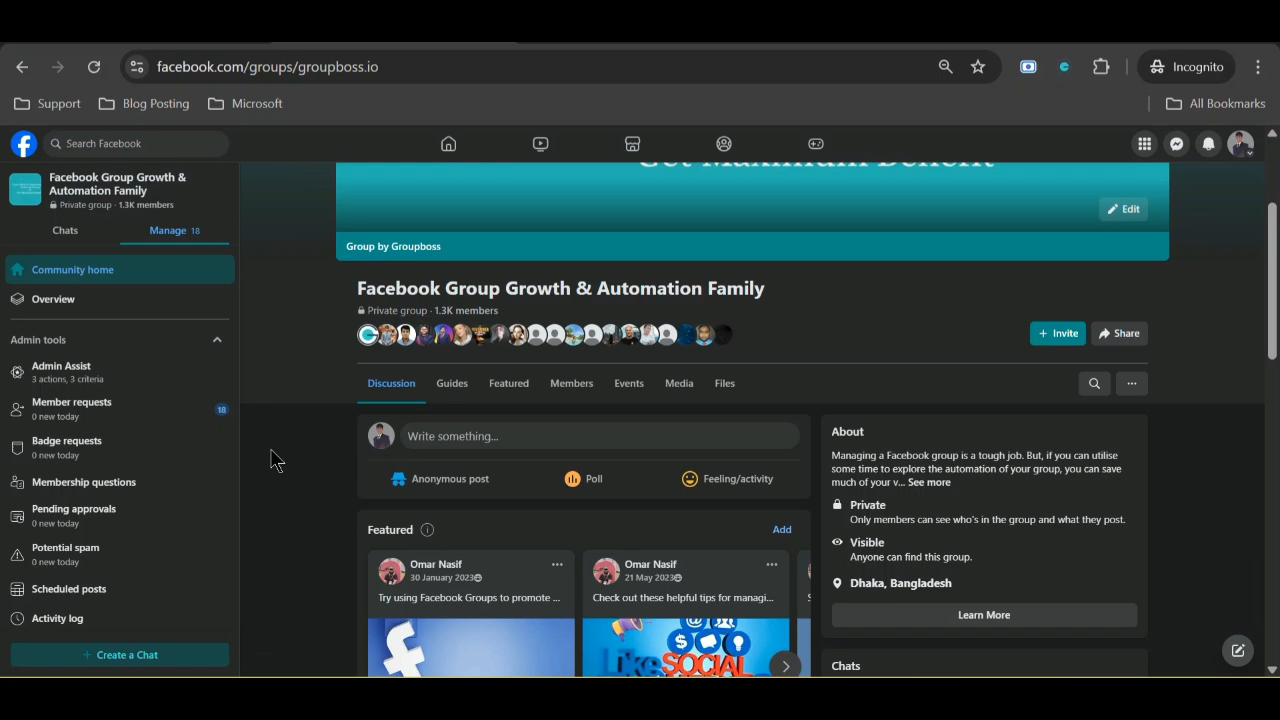 facebook.com/groups/groupboss.io
Incognito
Support
Blog Posting
Microsoft
All Bookmarks
Search Facebook
Facebook Group Growth &
Automation Family
Private group · 1.3K members
Chats
Manage 18
Community home
Overview
Admin tools
Admin Assist
3 actions, 3 criteria
Member requests
0 new today
18
Badge requests
0 new today
Membership questions
Pending approvals
0 new today
Potential spam
0 new today
Scheduled posts
Activity log
+ Create a Chat
Get Maximum Benefit
Edit
Group by Groupboss
Facebook Group Growth & Automation Family
Private group · 1.3K members
+ Invite
Share
Discussion
Guides
Featured
Members
Events
Media
Files
Write something...
Anonymous post
Poll
Feeling/activity
Featured
Add
Omar Nasif
30 January 2023
Try using Facebook Groups to promote ...
Omar Nasif
21 May 2023
Check out these helpful tips for managi...
Like SOCIAL
About
Managing a Facebook group is a tough job. But, if you can utilise
some time to explore the automation of your group, you can save
much of your v... See more
Private
Only members can see who's in the group and what they post.
Visible
Anyone can find this group.
Dhaka, Bangladesh
Learn More
Chats